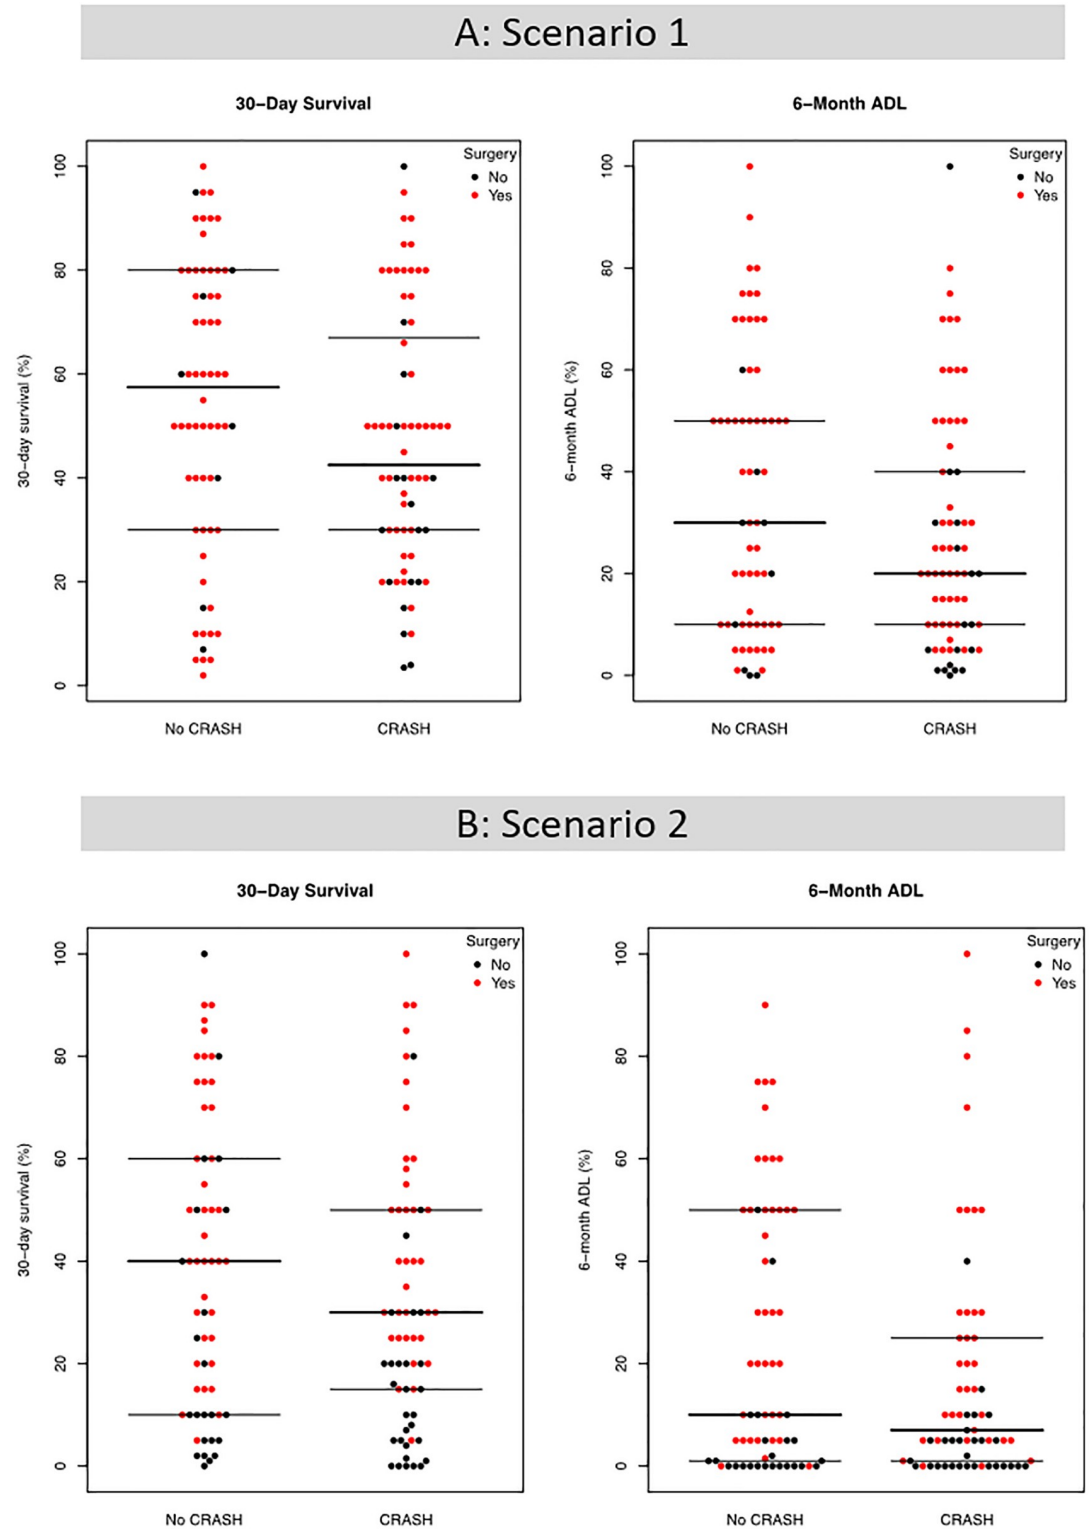 A: Scenario 1
30-Day Survival
6-Month ADL
Surgery
No
Yes
30-day survival (%)
100
80
60
40
20
0
No CRASH
CRASH
Surgery
No
Yes
6-month ADL (%)
100
80
60
40
20
0
No CRASH
CRASH
B: Scenario 2
30-Day Survival
6-Month ADL
Surgery
No
Yes
30-day survival (%)
100
80
60
40
20
0
No CRASH
CRASH
Surgery
No
Yes
6-month ADL (%)
100
80
60
40
20
0
No CRASH
CRASH